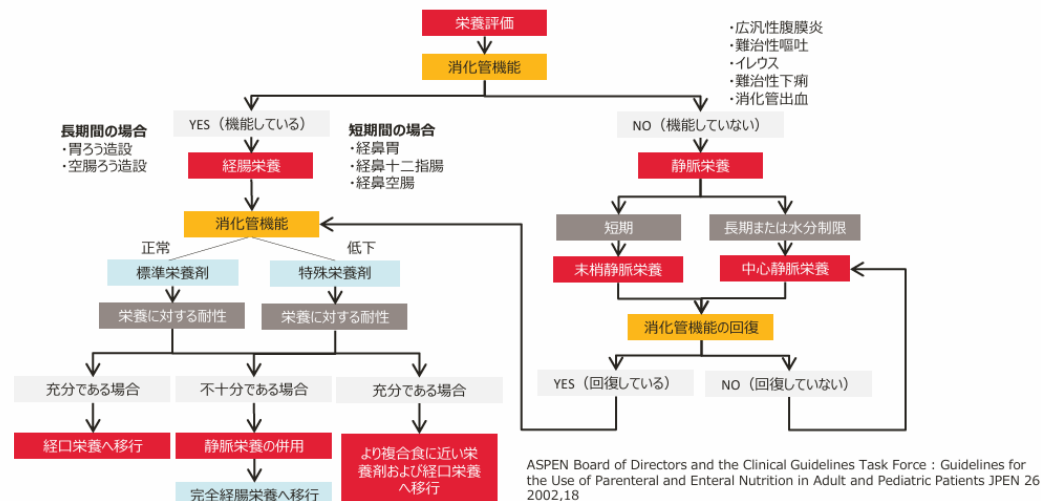 栄養評価
消化管機能
・広汎性腹膜炎
・難治性嘔吐
・イレウス
・難治性下痢
・消化管出血
YES（機能している）
NO（機能していない）
長期間の場合
・胃ろう造設
・空腸ろう造設
短期間の場合
・経鼻胃
・経鼻十二指腸
・経鼻空腸
経腸栄養
静脈栄養
消化管機能
短期
長期または水分制限
正常
低下
標準栄養剤
特殊栄養剤
末梢静脈栄養
中心静脈栄養
栄養に対する耐性
栄養に対する耐性
消化管機能の回復
充分である場合
不十分である場合
充分である場合
YES（回復している）
NO（回復していない）
経口栄養へ移行
静脈栄養の併用
より複合食に近い栄
養剤および経口栄養
へ移行
完全経腸栄養へ移行
ASPEN Board of Directors and the Clinical Guidelines Task Force : Guidelines for
the Use of Parenteral and Enteral Nutrition in Adult and Pediatric Patients JPEN 26
2002,18